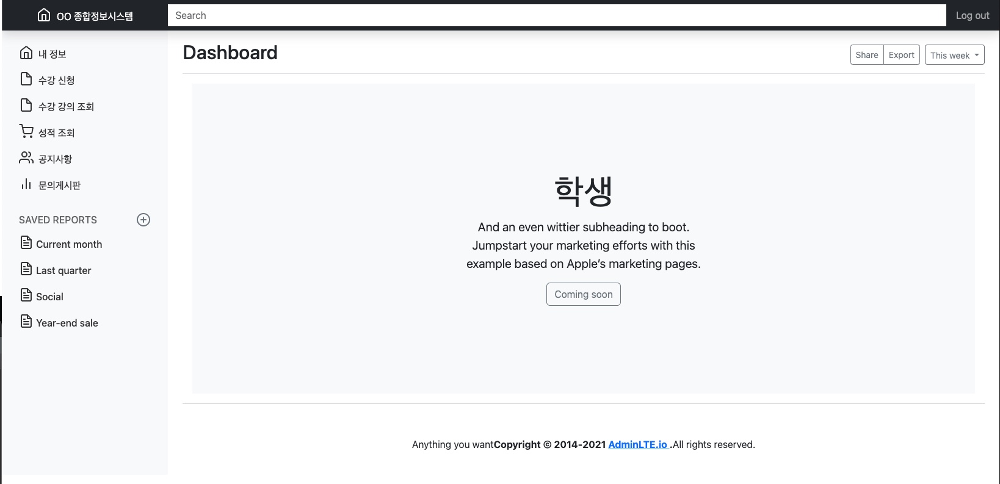 OO 종합정보시스템
Search
Log out
내 정보
수강 신청
수강 강의 조회
성적 조회
공지사항
문의게시판
SAVED REPORTS
Current month
Last quarter
Social
Year-end sale
Dashboard
Share
Export
This week
학생
And an even wittier subheading to boot.
Jumpstart your marketing efforts with this
example based on Apple’s marketing pages.
Coming soon
Anything you wantCopyright © 2014-2021 AdminLTE.io .All rights reserved.